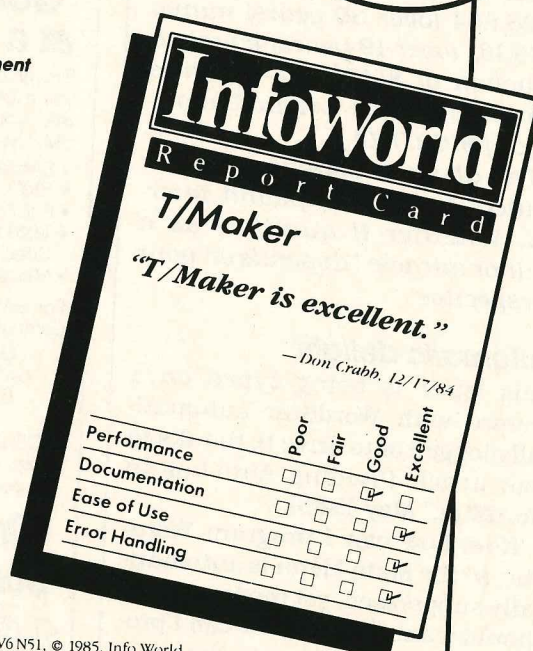 ment
InfoWorld
Report Card
T/Maker
“T/Maker is excellent.”
— Don Crabb, 12/17/84
Poor
Fair
Good
Excellent
Performance
Documentation
Ease of Use
Error Handling
V6 N51, © 1985, Info World